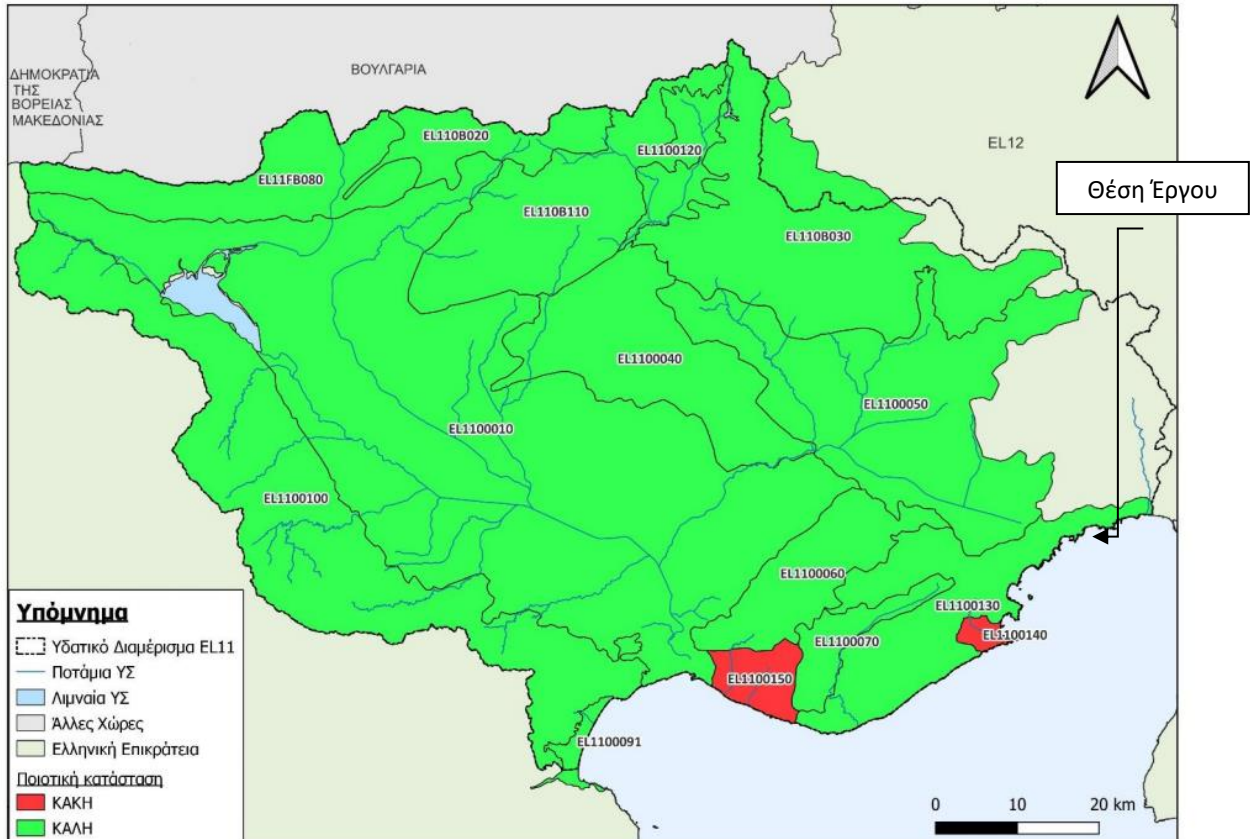 ΔΗΜΟΚΡΑΤΙΑ
ΤΗΣ
ΒΟΡΕΙΑΣ
ΜΑΚΕΔΟΝΙΑΣ
ΒΟΥΛΓΑΡΙΑ
EL12
Θέση Έργου
EL110B020
EL1100120
EL11FB080
EL110B110
EL110B030
EL1100040
EL1100050
EL1100010
EL1100100
EL1100060
EL1100130
EL1100140
EL1100070
EL1100150
EL1100091
Υπόμνημα
Υδατικό Διαμέρισμα EL11
Ποτάμια ΥΣ
Λιμναία ΥΣ
Άλλες Χώρες
Ελληνική Επικράτεια
Ποιοτική κατάσταση
ΚΑΚΗ
ΚΑΛΗ
0 10 20 km